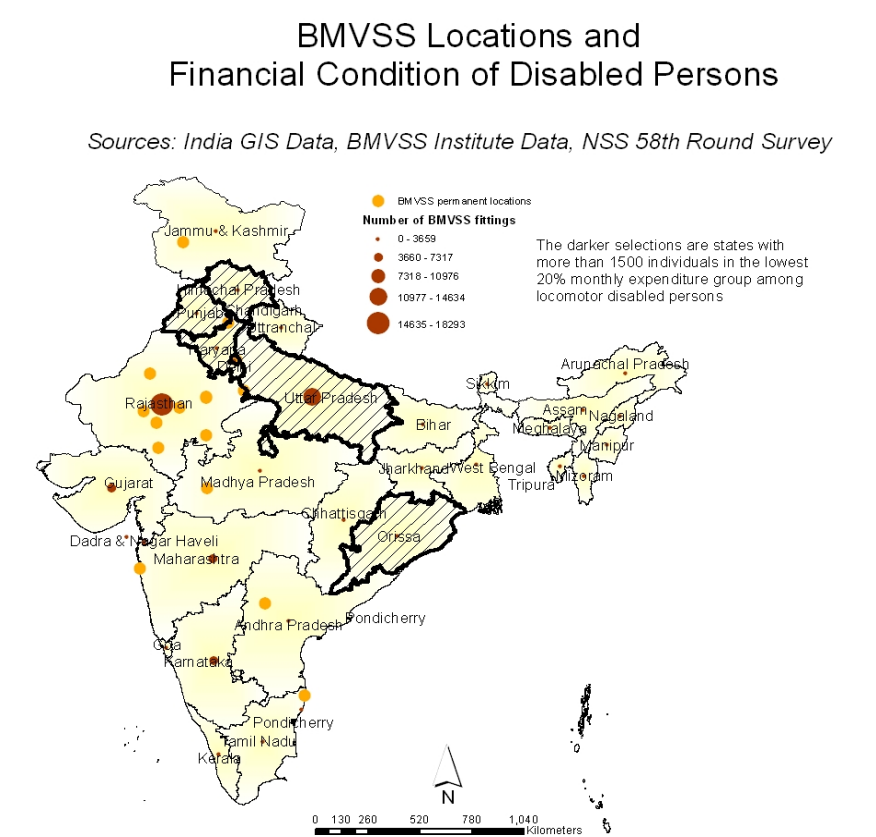 BMVSS Locations and
Financial Condition of Disabled Persons
Sources: India GIS Data, BMVSS Institute Data, NSS 58th Round Survey
BMVSS permanent locations
Number of BMVSS fittings
0 - 3659
3660 - 7317
7318 - 10976
10977 - 14634
14635 - 18293
The darker selections are states with
more than 1500 individuals in the lowest
20% monthly expenditure group among
locomotor disabled persons
Jammu & Kashmir
Himachal Pradesh
Punjab
Chandigarh
Uttranchal
Haryana
Arunachal Pradesh
Sikkim
Rajasthan
Uttar Pradesh
Assam
Nagaland
Bihar
Meghalaya
Manipur
Jharkhand
West Bengal
Gujarat
Madhya Pradesh
Tripura
Mizoram
Chhattisgarh
Orissa
Dadra & Nagar Haveli
Maharashtra
Pondicherry
Andhra Pradesh
Goa
Karnataka
Pondicherry
Tamil Nadu
Kerala
N
0 130 260 520 780 1,040
Kilometers